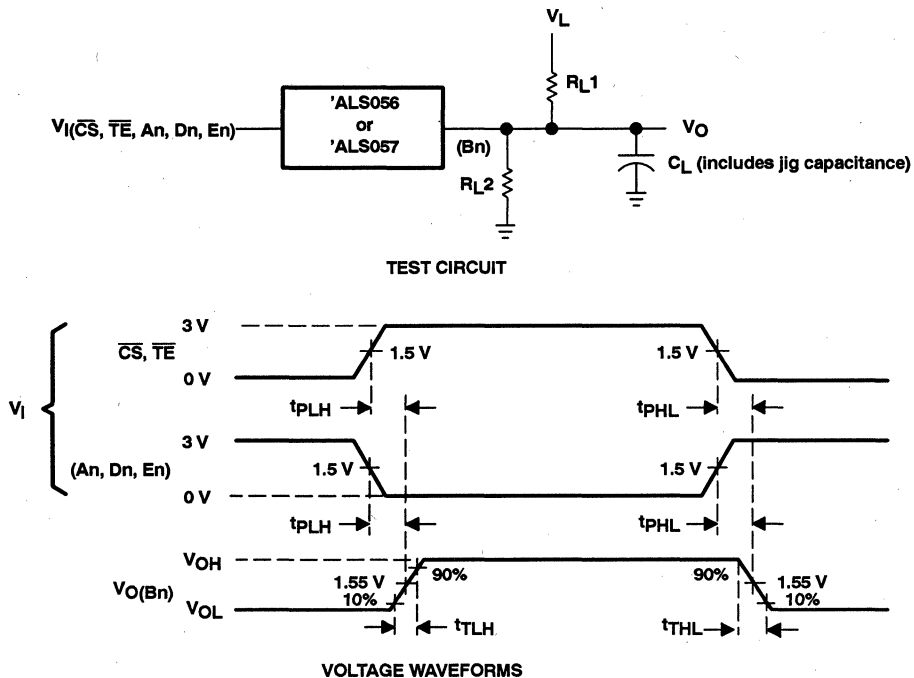 VL
RL1
'ALS056
or
'ALS057
VI(CS, TE, An, Dn, En)
(Bn)
VO
RL2
CL (includes jig capacitance)
TEST CIRCUIT
3 V
CS, TE
1.5 V
1.5 V
0 V
tPLH
tPHL
VI
3 V
(An, Dn, En)
1.5 V
1.5 V
0 V
tPLH
tPHL
VOH
90%
90%
VO(Bn)
1.55 V
1.55 V
10%
10%
VOL
tTLH
tTHL
VOLTAGE WAVEFORMS